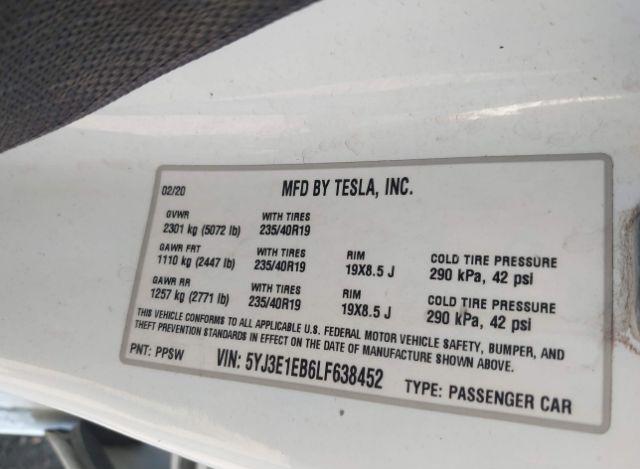 02/20 MFD BY TESLA, INC.
GVWR WITH TIRES
2301 kg (5072 lb) 235/40R19
GAWR FRT WITH TIRES RIM COLD TIRE PRESSURE
1110 kg (2447 lb) 235/40R19 19X8.5 J 290 kPa, 42 psi
GAWR RR WITH TIRES RIM COLD TIRE PRESSURE
1257 kg (2771 lb) 235/40R19 19X8.5 J 290 kPa, 42 psi
THIS VEHICLE CONFORMS TO ALL APPLICABLE U.S. FEDERAL MOTOR VEHICLE SAFETY, BUMPER, AND
THEFT PREVENTION STANDARDS IN EFFECT ON THE DATE OF MANUFACTURE SHOWN ABOVE.
PNT: PPSW VIN: 5YJ3E1EB6LF638452 TYPE: PASSENGER CAR